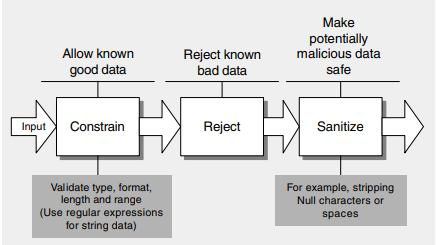 Allow known
good data
Reject known
bad data
Make
potentially
malicious data
safe
Input
Constrain
Reject
Sanitize
Validate type, format,
length and range
(Use regular expressions
for string data)
For example, stripping
Null characters or
spaces